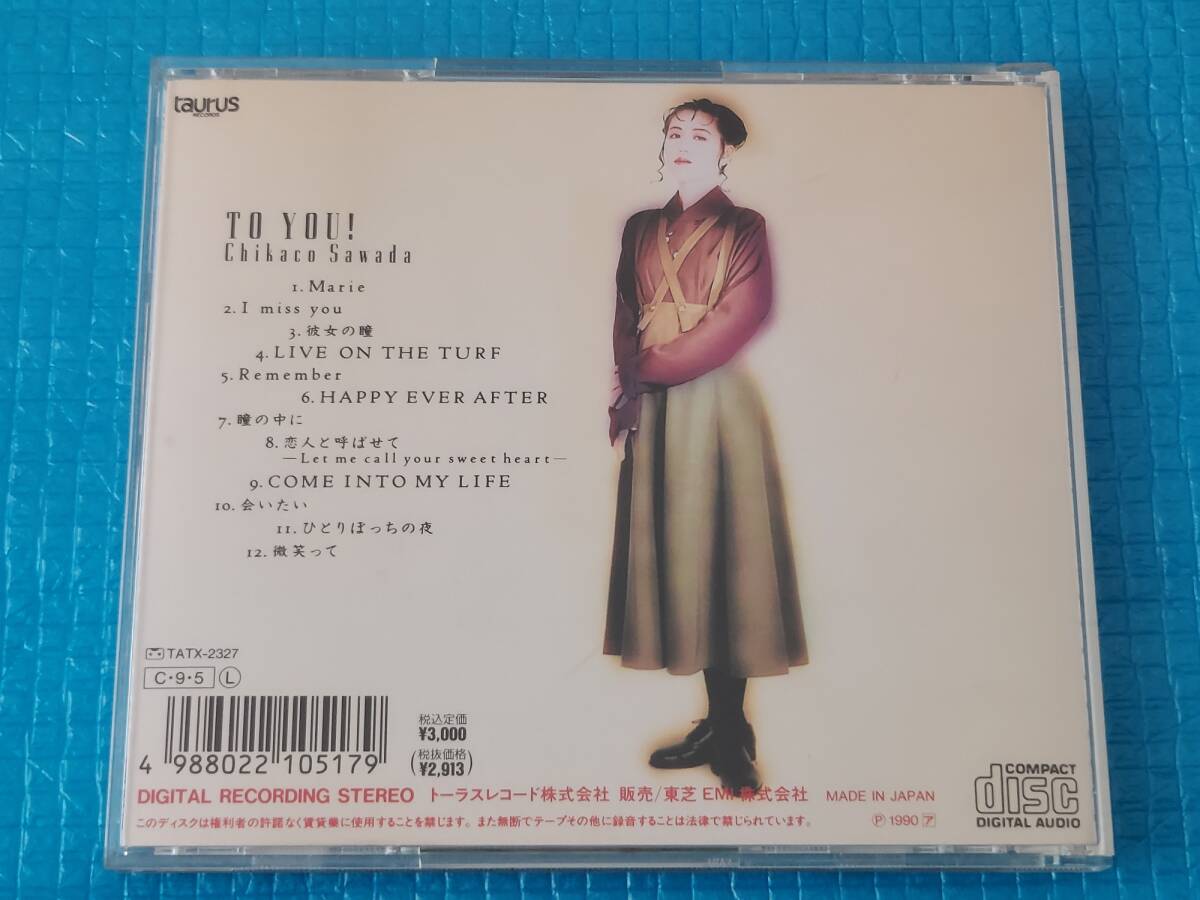 taurus
RECORDS
TO YOU!
Chikaco Sawada
1. Marie
2. I miss you
3. 彼女の瞳
4. LIVE ON THE TURF
5. Remember
6. HAPPY EVER AFTER
7. 瞳の中に
8. 恋人と呼ばせて
—Let me call your sweet heart—
9. COME INTO MY LIFE
10. 会いたい
11. ひとりぼっちの夜
12. 微笑って
TATX-2327
C・9・5 L
税込定価
¥3,000
(税抜価格)
¥2,913
4 988022 105179
DIGITAL RECORDING STEREO トーラスレコード株式会社 販売/東芝EMI株式会社 MADE IN JAPAN
このディスクは権利者の許諾なく賃貸業に使用することを禁じます。また無断でテープその他に録音することは法律で禁じられています。 Ⓟ 1990 ア
COMPACT
disc
DIGITAL AUDIO